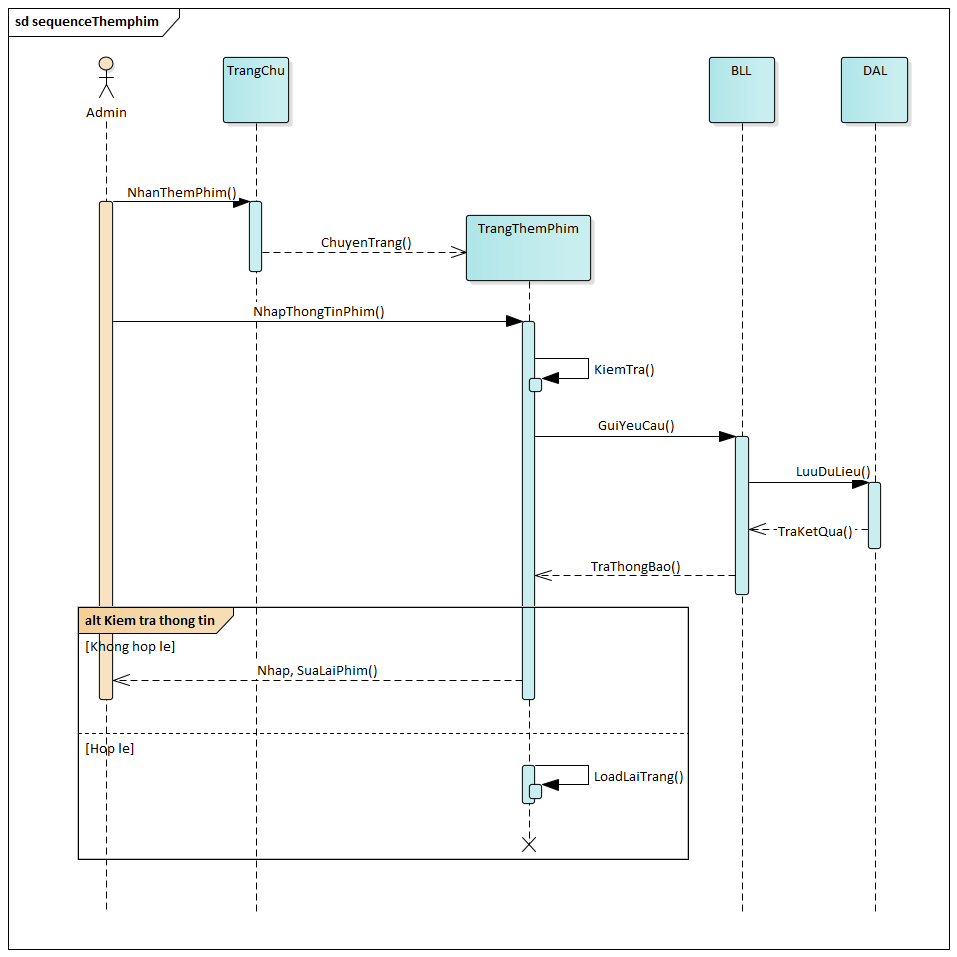 sd sequenceThemphim
Admin
TrangChu
BLL
DAL
NhanThemPhim()
TrangThemPhim
ChuyenTrang()
NhapThongTinPhim()
KiemTra()
GuiYeuCau()
LuuDuLieu()
TraKetQua()
TraThongBao()
alt Kiem tra thong tin
[Khong hop le]
Nhap, SuaLaiPhim()
[Hop le]
LoadLaiTrang()